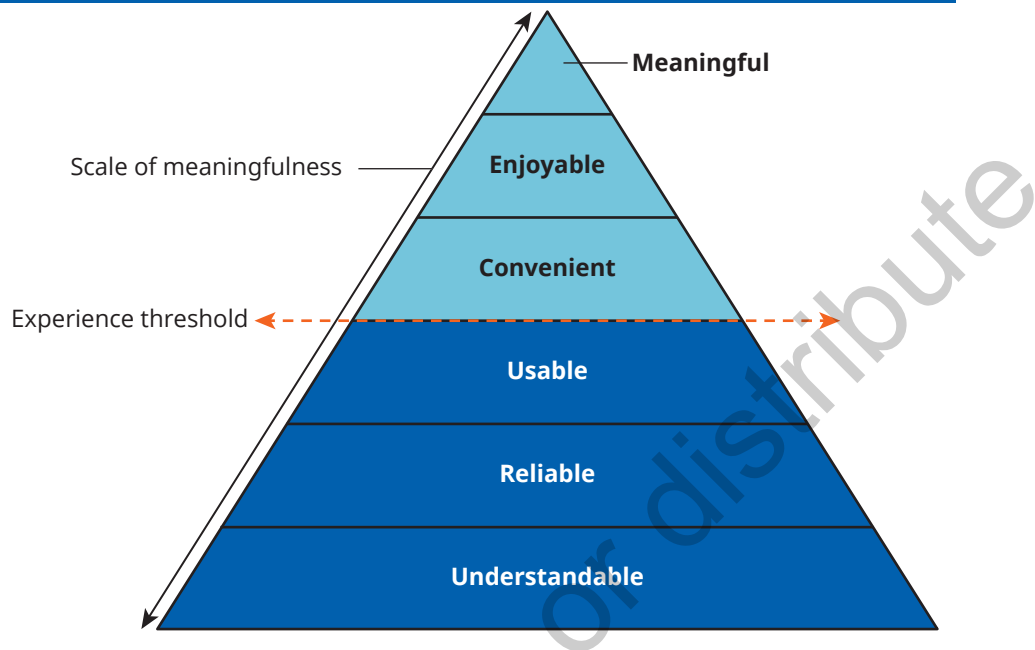 Meaningful
Scale of meaningfulness
Enjoyable
Convenient
Experience threshold
Usable
Reliable
Understandable
or distribute